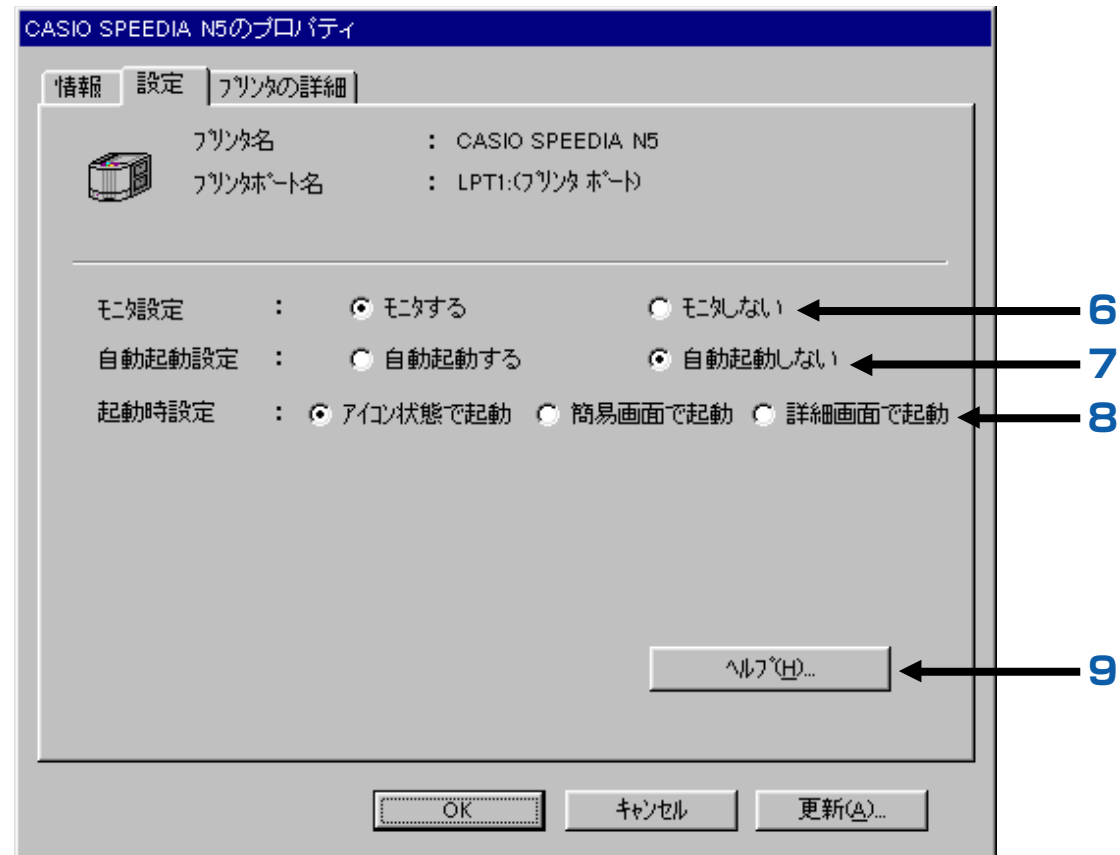 CASIO SPEEDIA N5のプロパティ
情報 設定 プリンタの詳細
プリンタ名 : CASIO SPEEDIA N5
プリンタポート名 : LPT1:(プリンタ ポート)
モニタ設定 : モニタする モニタしない 6
自動起動設定 : 自動起動する 自動起動しない 7
起動時設定 : アイコン状態で起動 簡易画面で起動 詳細画面で起動 8
ヘルプ(H)... 9
OK キャンセル 更新(A)...